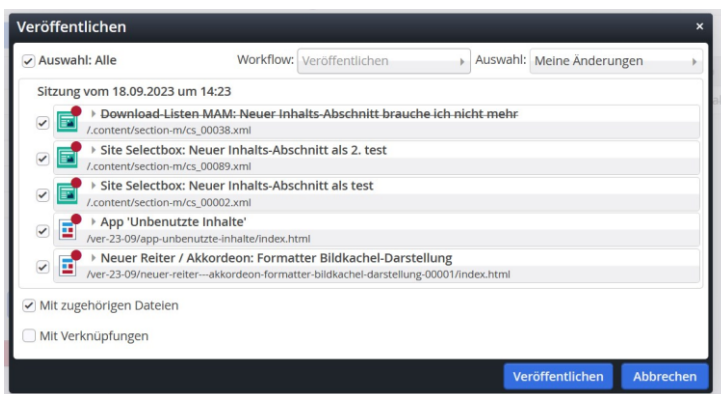 Veröffentlichen ×
Auswahl: Alle Workflow: Veröffentlichen Auswahl: Meine Änderungen
Sitzung vom 18.09.2023 um 14:23
Download-Listen MAM: Neuer Inhalts-Abschnitt brauche ich nicht mehr
/.content/section-m/cs_00038.xml
Site Selectbox: Neuer Inhalts-Abschnitt als 2. test
/.content/section-m/cs_00089.xml
Site Selectbox: Neuer Inhalts-Abschnitt als test
/.content/section-m/cs_00002.xml
App 'Unbenutzte Inhalte'
/ver-23-09/app-unbenutzte-inhalte/index.html
Neuer Reiter / Akkordeon: Formatter Bildkachel-Darstellung
/ver-23-09/neuer-reiter---akkordeon-formatter-bildkachel-darstellung-00001/index.html
Mit zugehörigen Dateien
Mit Verknüpfungen
Veröffentlichen Abbrechen